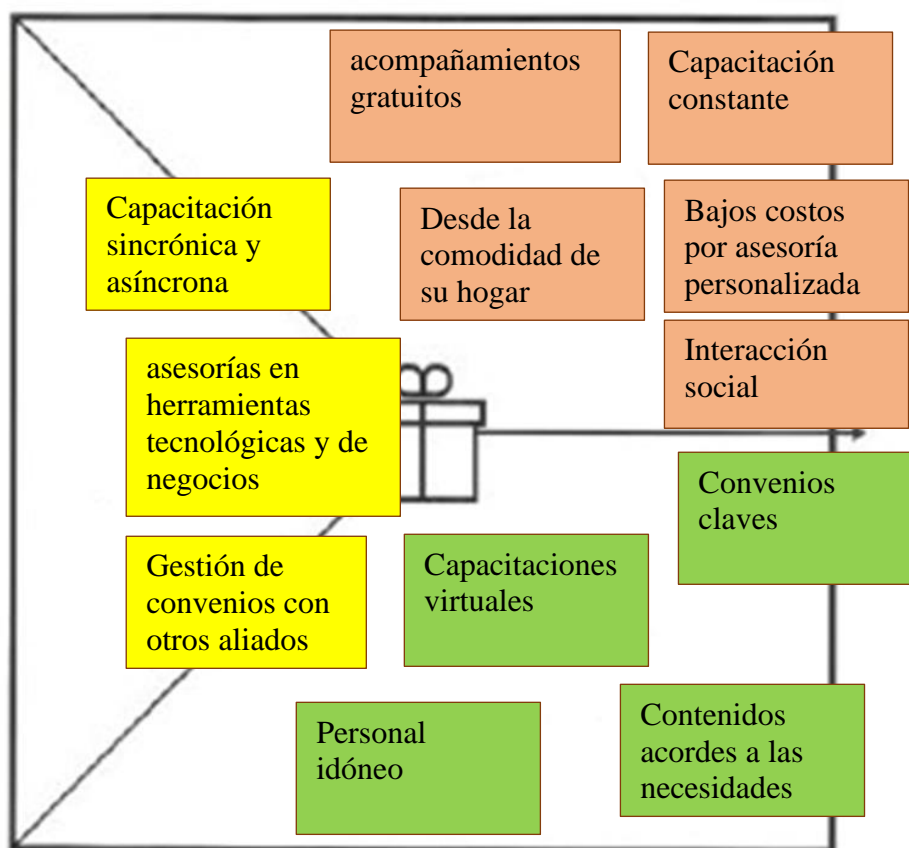 acompañamientos
gratuitos
Capacitación
constante
Capacitación
sincrónica y
asíncrona
Desde la
comodidad de
su hogar
Bajos costos
por asesoría
personalizada
asesorías en
herramientas
tecnológicas y de
negocios
Interacción
social
Convenios
claves
Gestión de
convenios con
otros aliados
Capacitaciones
virtuales
Personal
idóneo
Contenidos
acordes a las
necesidades